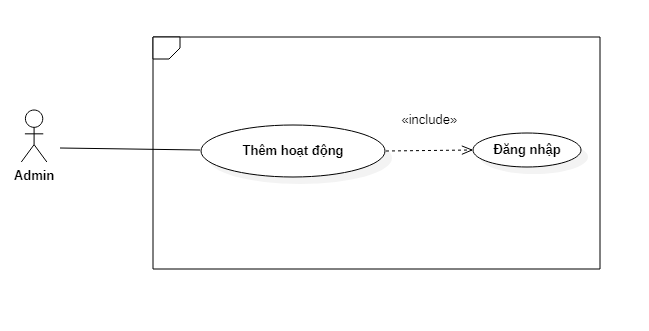 «include»
Thêm hoạt động
Đăng nhập
Admin